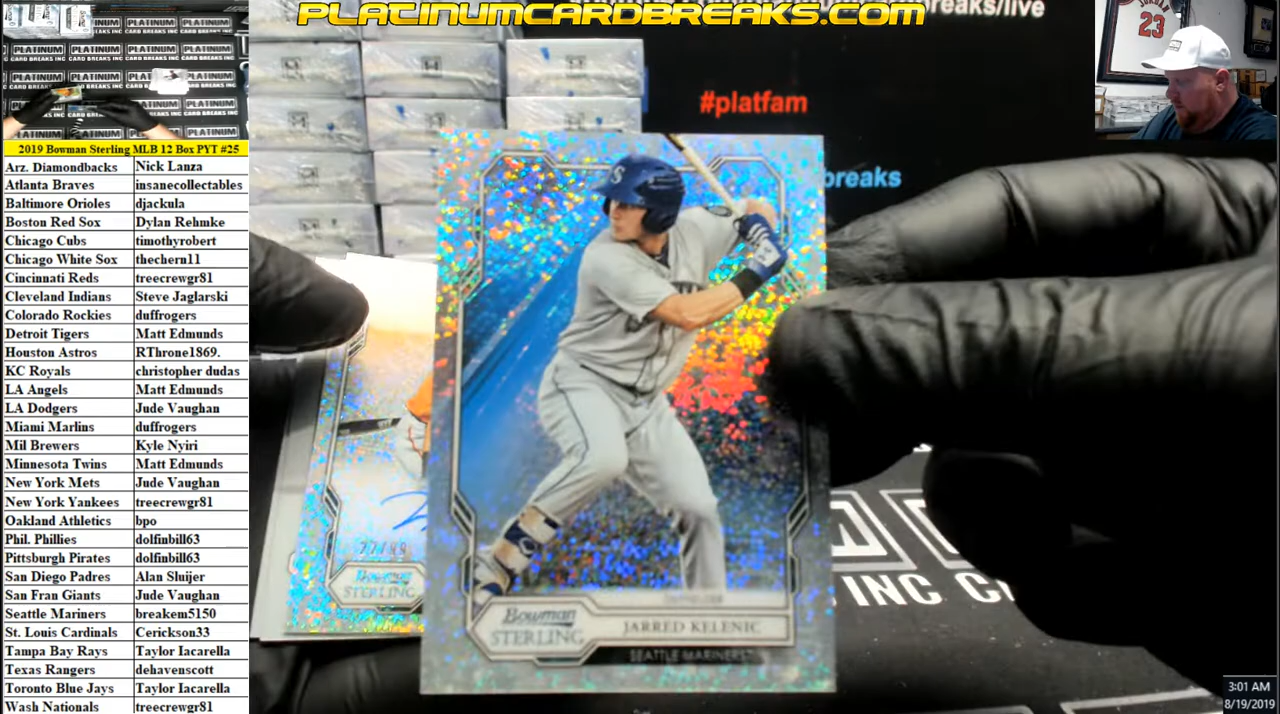 PLATINUMCARDBREAKS.COM
breaks/live
#platfam
breaks
23
PLATINUM
2019 Bowman Sterling MLB 12 Box PYT #25
Arz. Diamondbacks Nick Lanza
Atlanta Braves insanecollectables
Baltimore Orioles djackula
Boston Red Sox Dylan Rehmke
Chicago Cubs timothyrobert
Chicago White Sox thechern11
Cincinnati Reds treecrewgr81
Cleveland Indians Steve Jaglarski
Colorado Rockies duffrogers
Detroit Tigers Matt Edmunds
Houston Astros RThrone1869.
KC Royals christopher dudas
LA Angels Matt Edmunds
LA Dodgers Jude Vaughan
Miami Marlins duffrogers
Mil Brewers Kyle Nyiri
Minnesota Twins Matt Edmunds
New York Mets Jude Vaughan
New York Yankees treecrewgr81
Oakland Athletics bpo
Phil. Phillies dolfinbill63
Pittsburgh Pirates dolfinbill63
San Diego Padres Alan Sluijer
San Fran Giants Jude Vaughan
Seattle Mariners breakem5150
St. Louis Cardinals Cerickson33
Tampa Bay Rays Taylor Iacarella
Texas Rangers dehavenscott
Toronto Blue Jays Taylor Iacarella
Wash Nationals treecrewgr81
Bowman
STERLING
Bowman
STERLING
JARRED KELENIC
SEATTLE MARINERS
INC
3:01 AM
8/19/2019